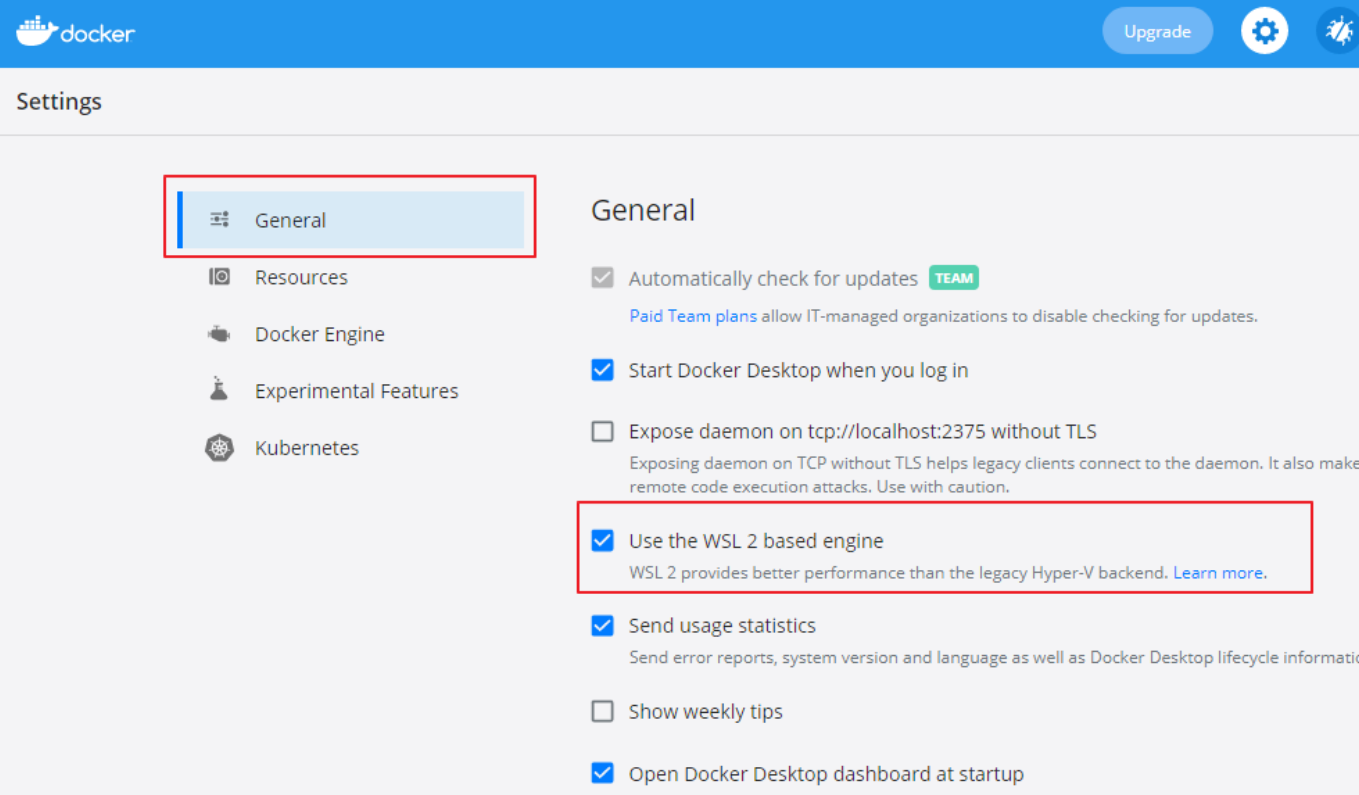 docker
Upgrade
Settings
General
Resources
Docker Engine
Experimental Features
Kubernetes
General
Automatically check for updates TEAM
Paid Team plans allow IT-managed organizations to disable checking for updates.
Start Docker Desktop when you log in
Expose daemon on tcp://localhost:2375 without TLS
Exposing daemon on TCP without TLS helps legacy clients connect to the daemon. It also make
remote code execution attacks. Use with caution.
Use the WSL 2 based engine
WSL 2 provides better performance than the legacy Hyper-V backend. Learn more.
Send usage statistics
Send error reports, system version and language as well as Docker Desktop lifecycle informatio
Show weekly tips
Open Docker Desktop dashboard at startup